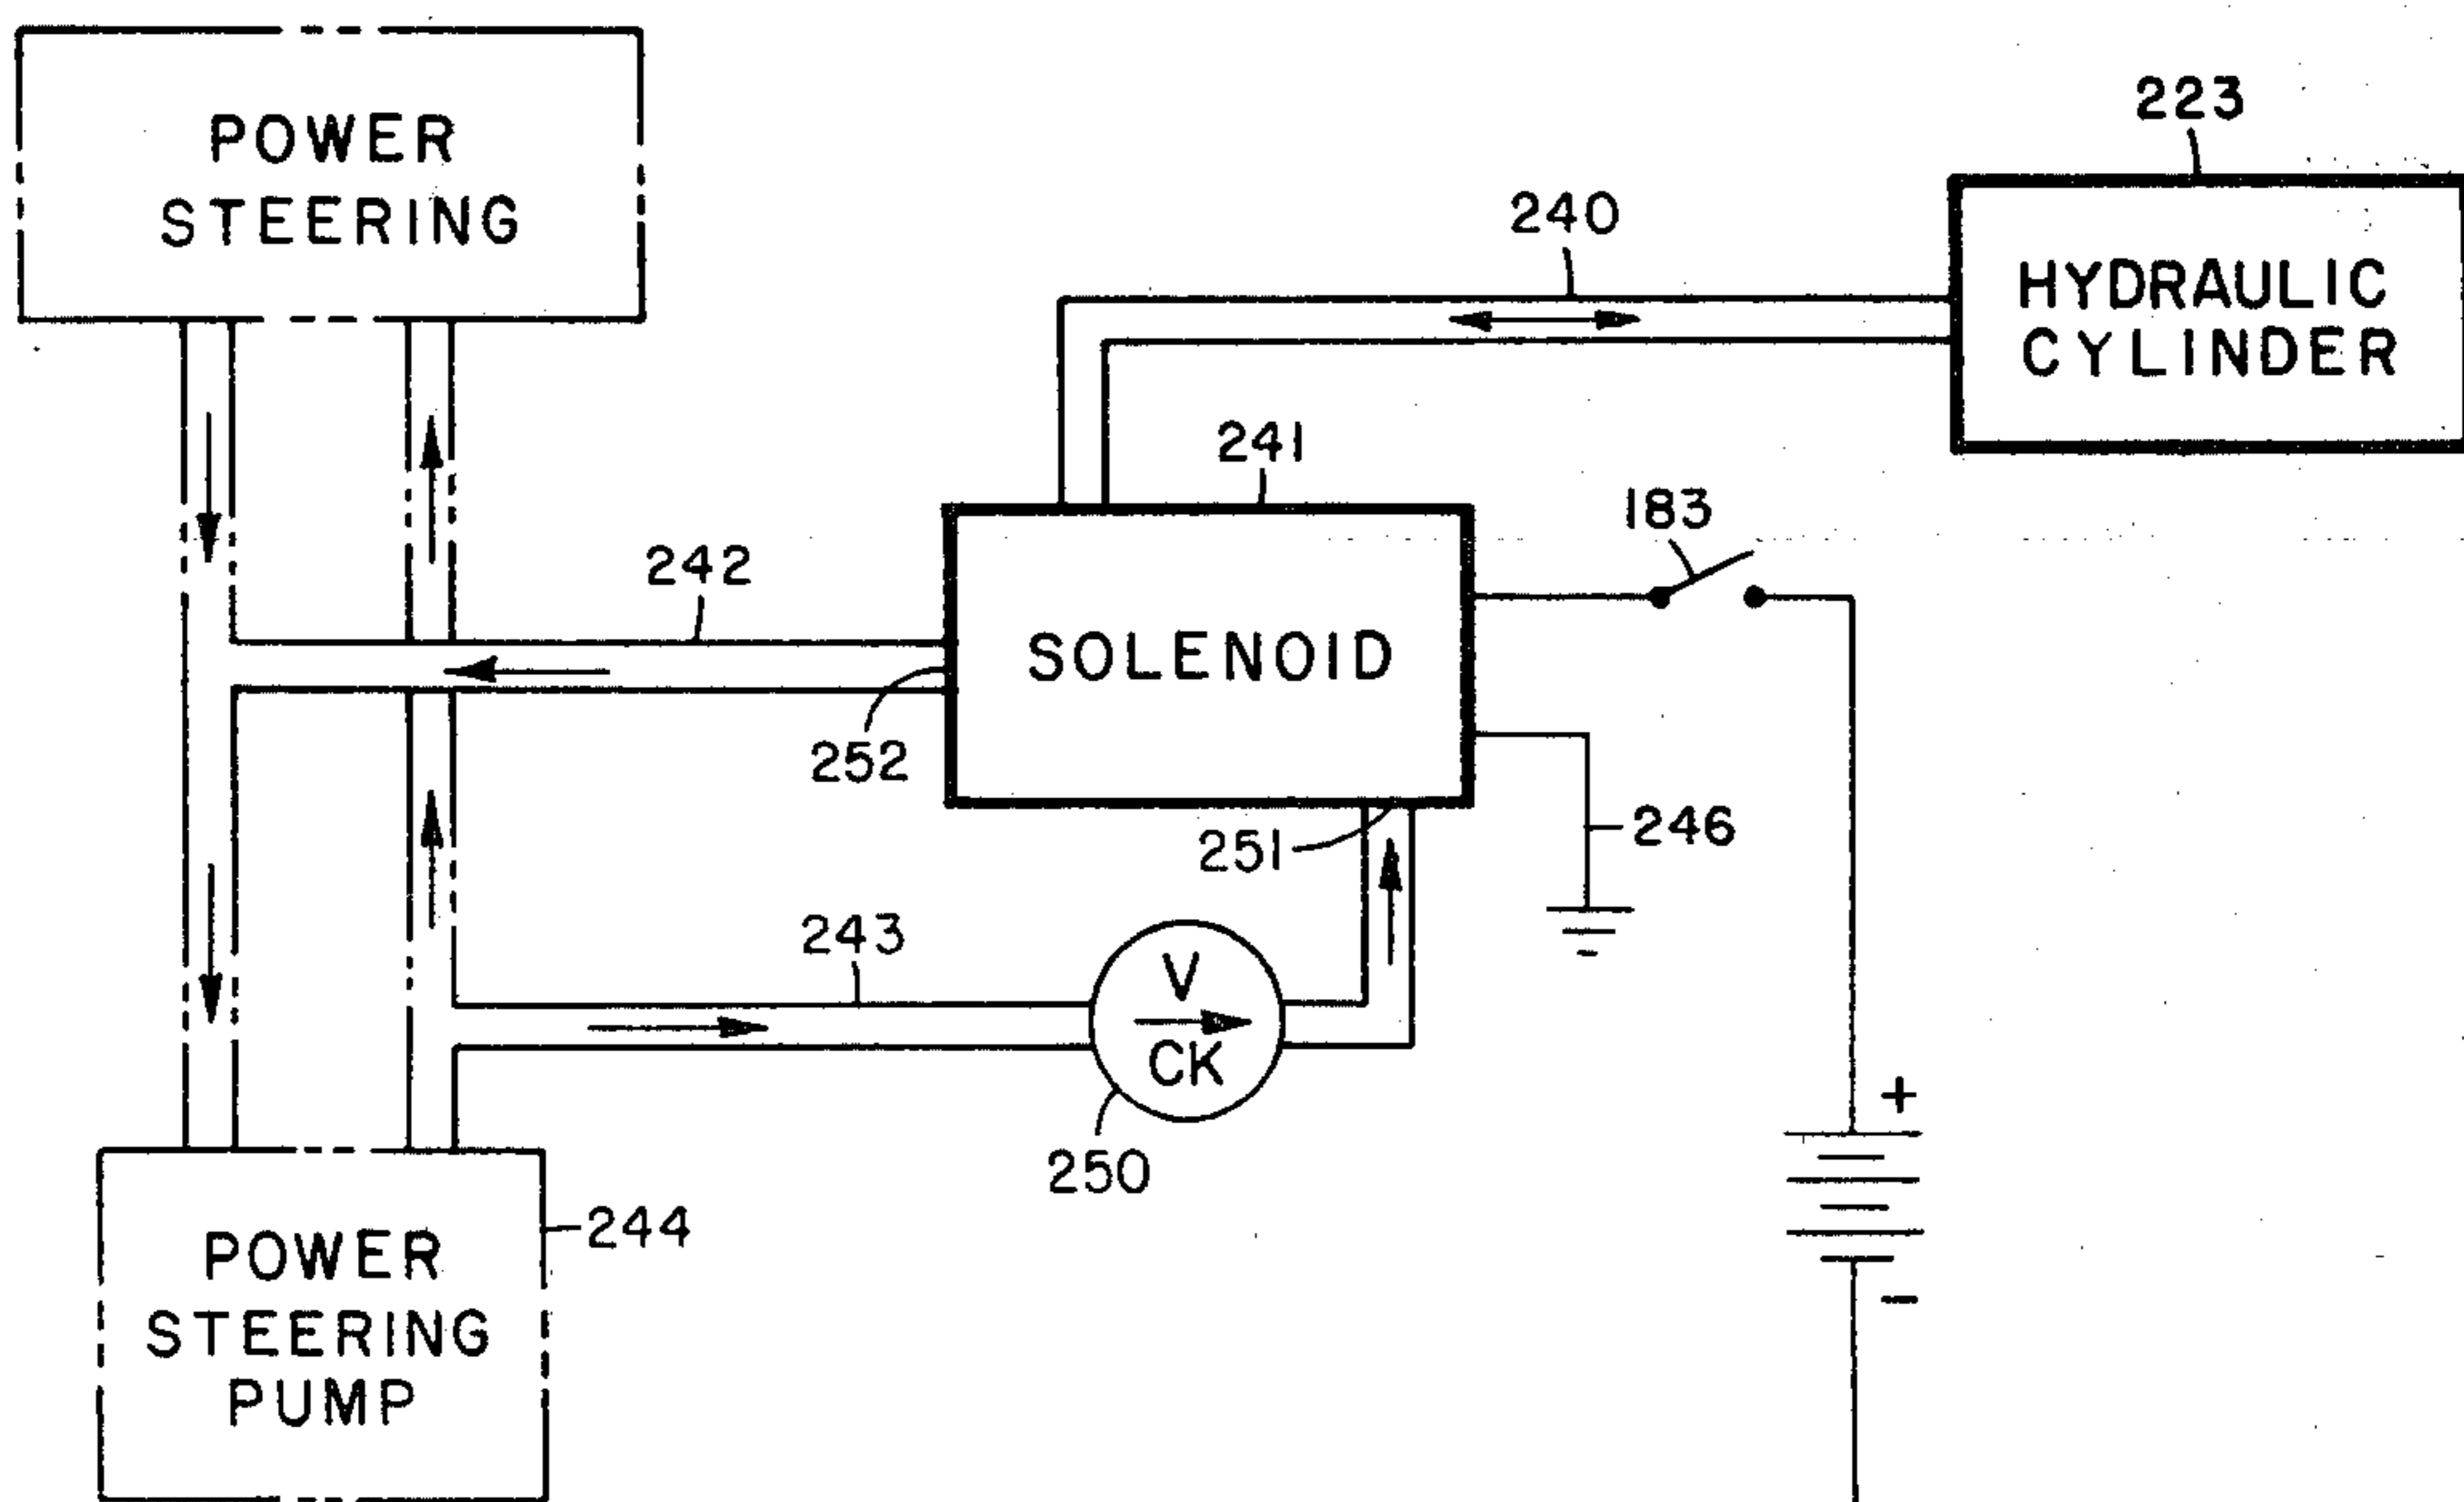 POWER
STEERING
223
240
HYDRAULIC
CYLINDER
241
183
242
SOLENOID
252
251
246
243
V
CK
250
+
−
244
POWER
STEERING
PUMP